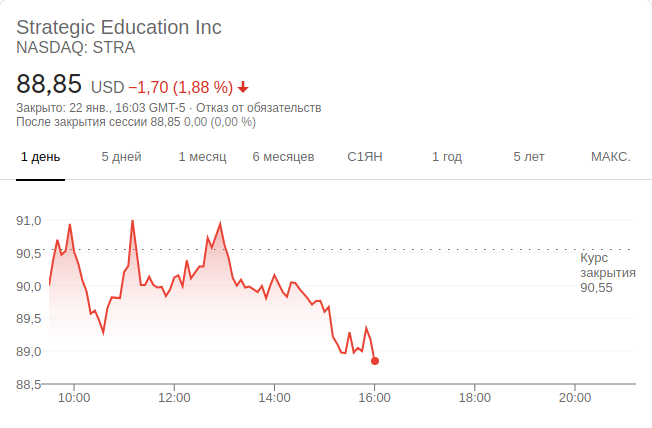 Strategic Education Inc
NASDAQ: STRA
88,85 USD −1,70 (1,88 %)
Закрыто: 22 янв., 16:03 GMT-5 · Отказ от обязательств
После закрытия сессии 88,85 0,00 (0,00 %)
1 день 5 дней 1 месяц 6 месяцев С1ЯН 1 год 5 лет МАКС.
91,0
90,5
Курс
закрытия
90,55
90,0
89,5
89,0
88,5
10:00 12:00 14:00 16:00 18:00 20:00